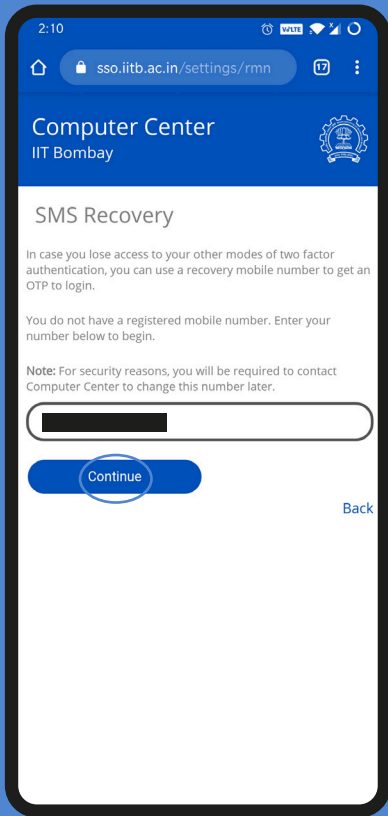 2:10
VoLTE
sso.iitb.ac.in/settings/rmn
17
Computer Center
IIT Bombay
SMS Recovery
In case you lose access to your other modes of two factor
authentication, you can use a recovery mobile number to get an
OTP to login.
You do not have a registered mobile number. Enter your
number below to begin.
Note: For security reasons, you will be required to contact
Computer Center to change this number later.
Continue
Back